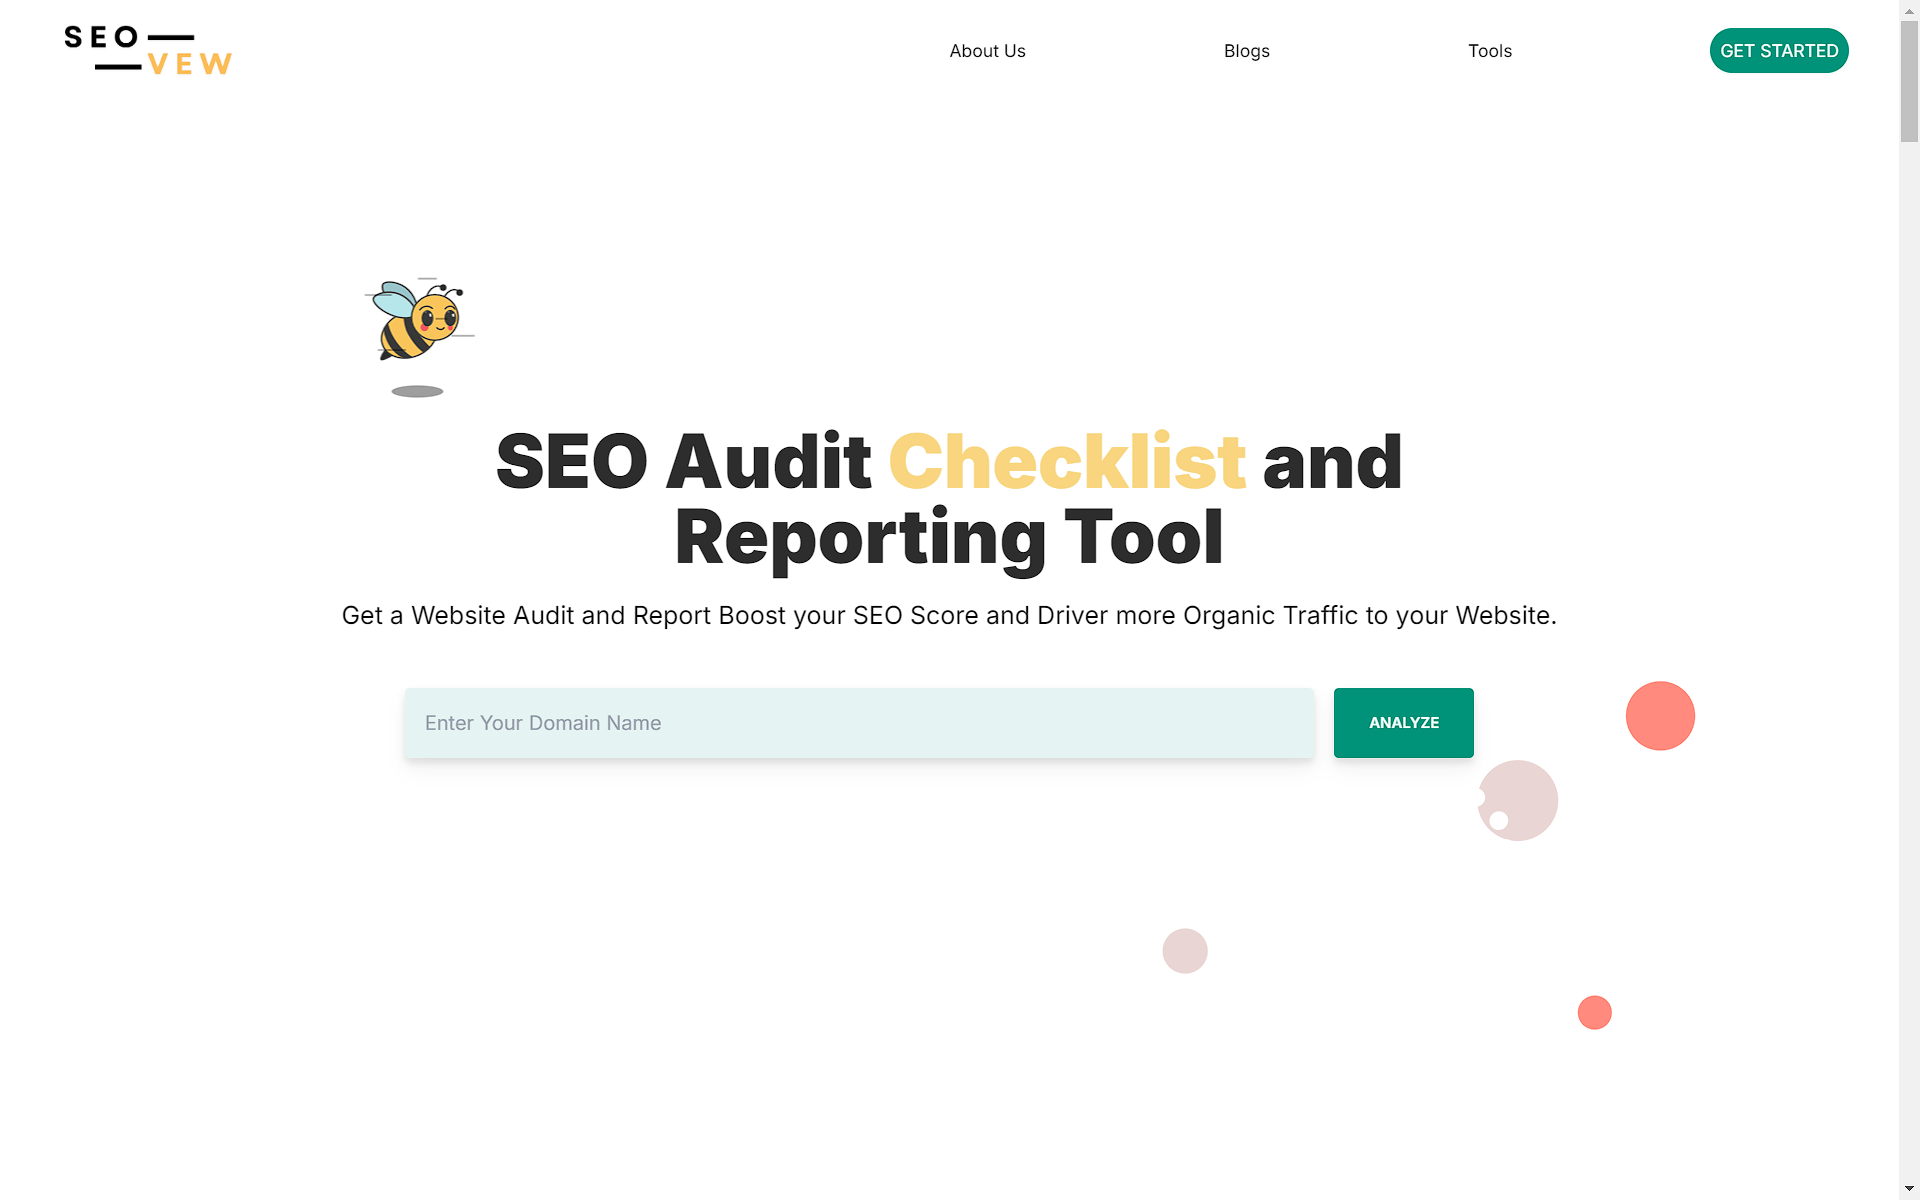 SEO
VEW
About Us
Blogs
Tools
GET STARTED
SEO Audit Checklist and
Reporting Tool
Get a Website Audit and Report Boost your SEO Score and Driver more Organic Traffic to your Website.
Enter Your Domain Name
ANALYZE